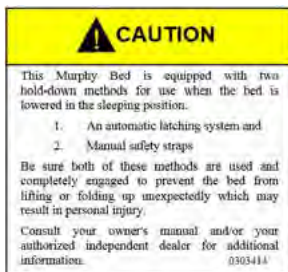 CAUTION
This Murphy Bed is equipped with two
hold-down methods for use when the bed is
lowered in the sleeping position.
1. An automatic latching system and
2. Manual safety straps
Be sure both of these methods are used and
completely engaged to prevent the bed from
lifting or folding up unexpectedly which may
result in personal injury.
Consult your owner's manual and/or your
authorized independent dealer for additional
information. 030341A